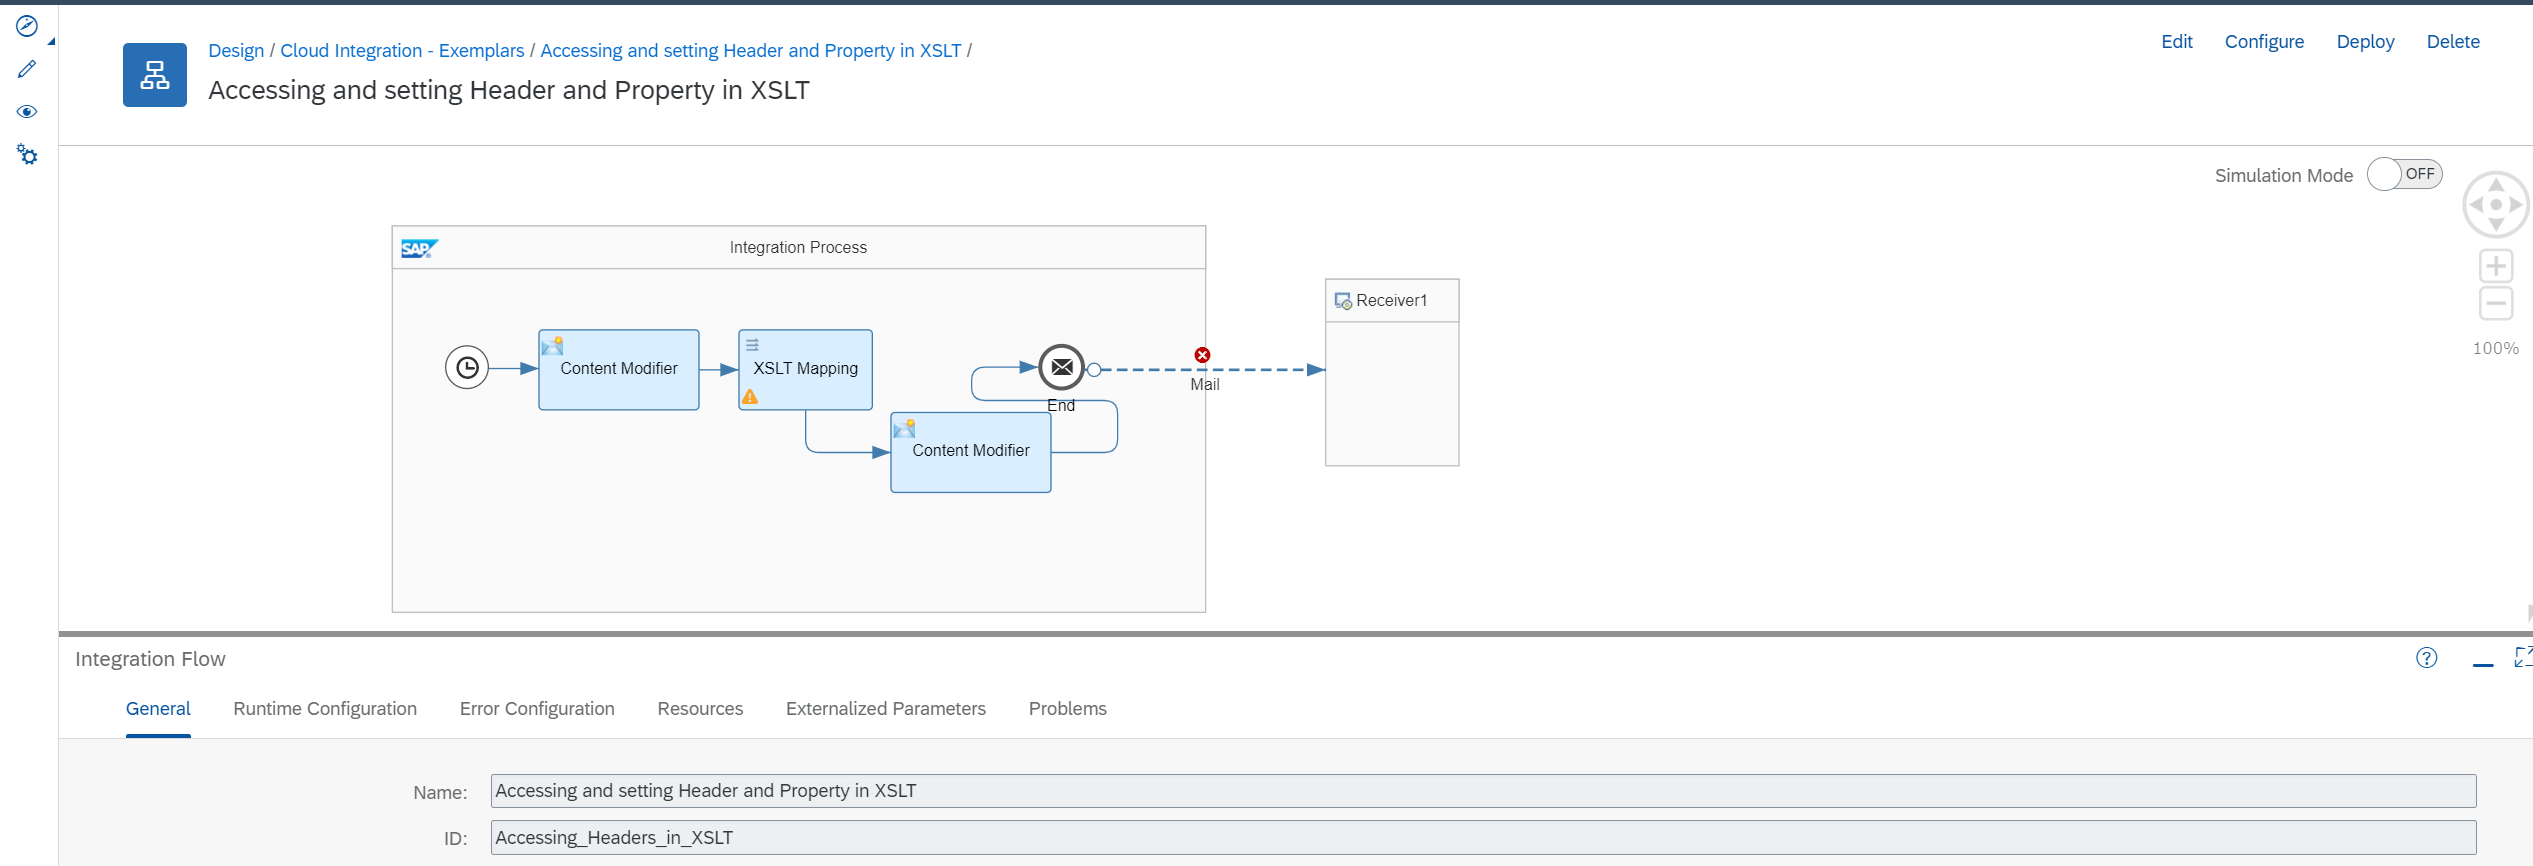 Design / Cloud Integration - Exemplars / Accessing and setting Header and Property in XSLT /
Accessing and setting Header and Property in XSLT
Edit
Configure
Deploy
Delete
Simulation Mode
OFF
SAP
Integration Process
Receiver1
100%
Content Modifier
XSLT Mapping
Mail
End
Content Modifier
Integration Flow
General
Runtime Configuration
Error Configuration
Resources
Externalized Parameters
Problems
Name: Accessing and setting Header and Property in XSLT
ID: Accessing_Headers_in_XSLT